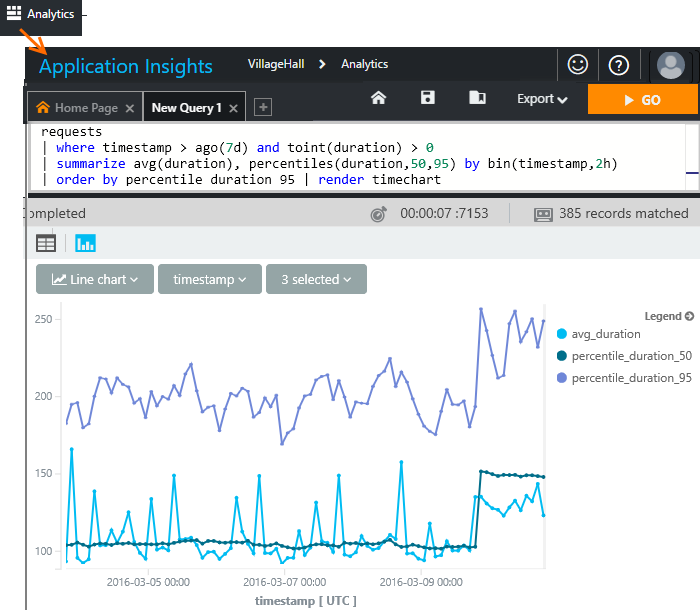 Analytics
Application Insights
VillageHall
Analytics
Home Page
New Query 1
Export
GO
requests
| where timestamp > ago(7d) and toint(duration) > 0
| summarize avg(duration), percentiles(duration,50,95) by bin(timestamp,2h)
| order by percentile duration 95 | render timechart
ompleted
00:00:07 :7153
385 records matched
Line chart
timestamp
3 selected
Legend
avg_duration
percentile_duration_50
percentile_duration_95
250
200
150
100
2016-03-05 00:00
2016-03-07 00:00
2016-03-09 00:00
timestamp [ UTC ]